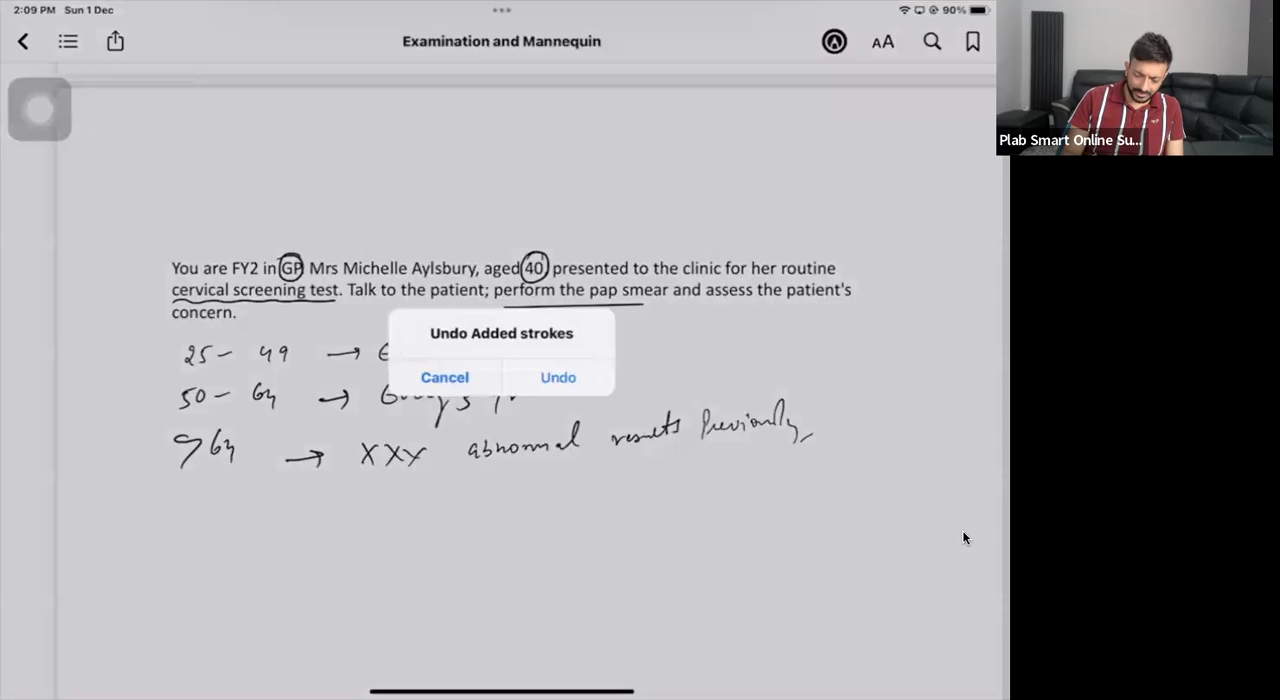 2:09 PM Sun 1 Dec
90%
Examination and Mannequin
AA
Plab Smart Online Su...
You are FY2 in GP Mrs Michelle Aylsbury, aged 40 presented to the clinic for her routine
cervical screening test. Talk to the patient; perform the pap smear and assess the patient's
concern.
Undo Added strokes
Cancel Undo
25 - 49 →
50 - 64 →
>64 → XXX abnormal results Previously